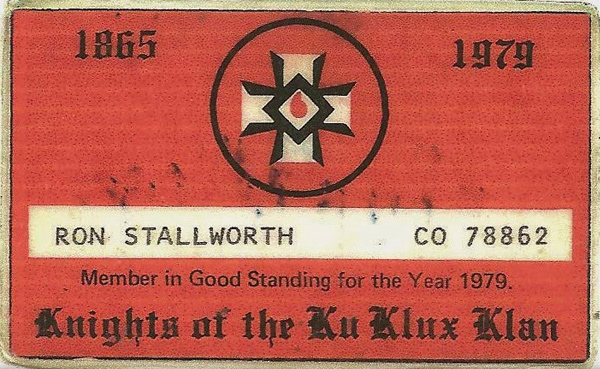 1865 1979
RON STALLWORTH CO 78862
Member in Good Standing for the Year 1979.
Knights of the Ku Klux Klan